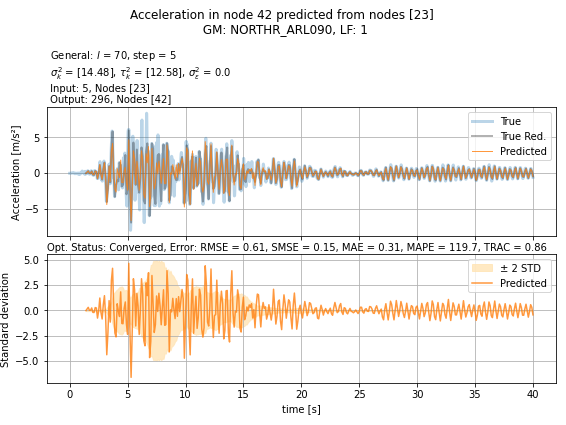 Acceleration in node 42 predicted from nodes [23]
GM: NORTHR_ARL090, LF: 1
General: l = 70, step = 5
σ²ₖ = [14.48], τ²ₖ = [12.58], σ²ε = 0.0
Input: 5, Nodes [23]
Output: 296, Nodes [42]
True
True Red.
Predicted
Acceleration [m/s²]
5
0
−5
Opt. Status: Converged, Error: RMSE = 0.61, SMSE = 0.15, MAE = 0.31, MAPE = 119.7, TRAC = 0.86
± 2 STD
Predicted
Standard deviation
5.0
2.5
0.0
−2.5
−5.0
0 5 10 15 20 25 30 35 40
time [s]